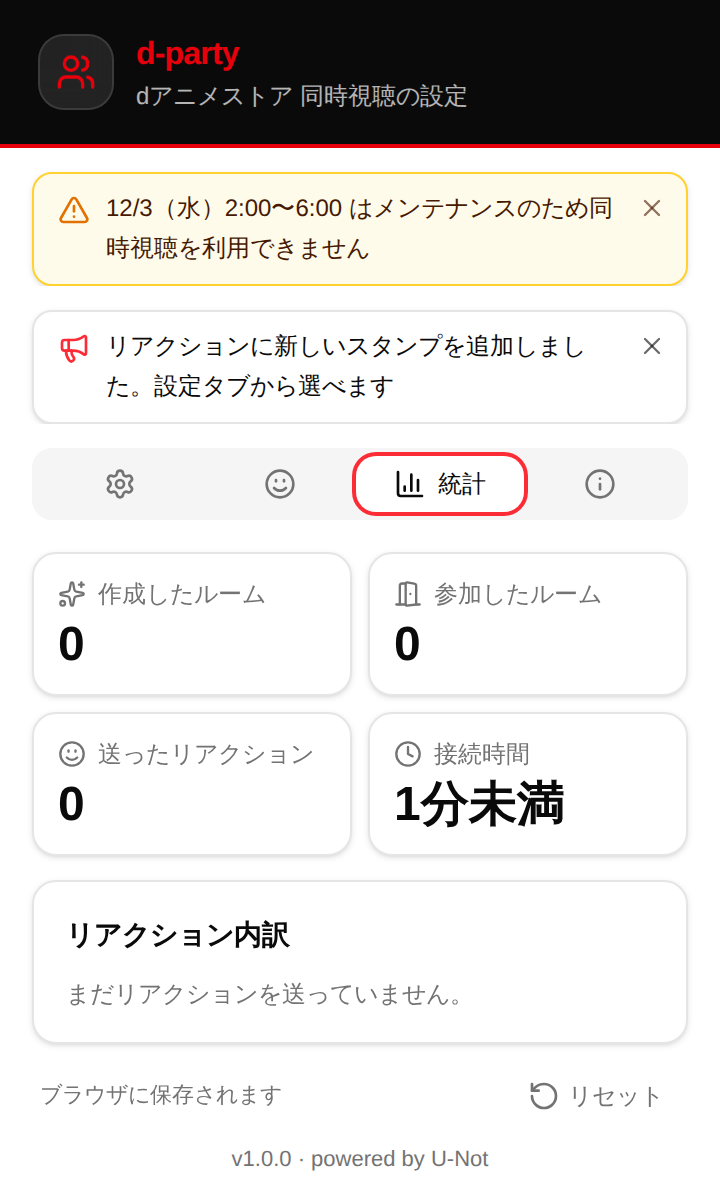 d-party
dアニメストア 同時視聴の設定
12/3（水）2:00〜6:00 はメンテナンスのため同
時視聴を利用できません
リアクションに新しいスタンプを追加しまし
た。設定タブから選べます
統計
作成したルーム
0
参加したルーム
0
送ったリアクション
0
接続時間
1分未満
リアクション内訳
まだリアクションを送っていません。
ブラウザに保存されます
リセット
v1.0.0 · powered by U-Not